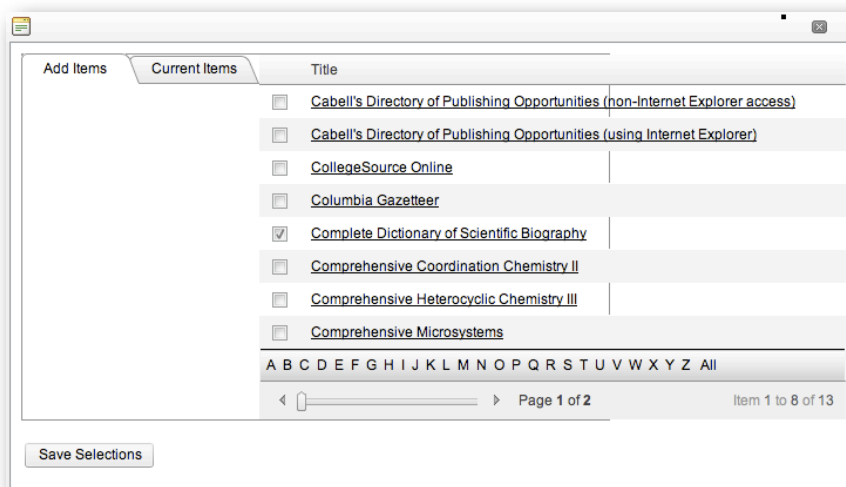 Add Items Current Items Title
Cabell's Directory of Publishing Opportunities (non-Internet Explorer access)
Cabell's Directory of Publishing Opportunities (using Internet Explorer)
CollegeSource Online
Columbia Gazetteer
Complete Dictionary of Scientific Biography
Comprehensive Coordination Chemistry II
Comprehensive Heterocyclic Chemistry III
Comprehensive Microsystems
A B C D E F G H I J K L M N O P Q R S T U V W X Y Z All
Page 1 of 2 Item 1 to 8 of 13
Save Selections